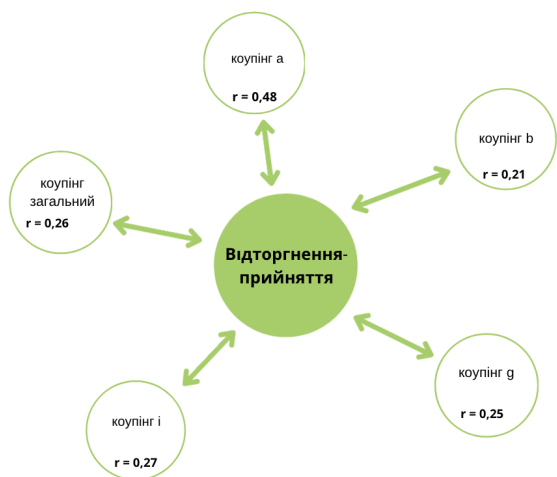 коупінг a
r = 0,48
коупінг b
r = 0,21
коупінг
загальний
r = 0,26
Відторгнення-
прийняття
коупінг g
r = 0,25
коупінг i
r = 0,27